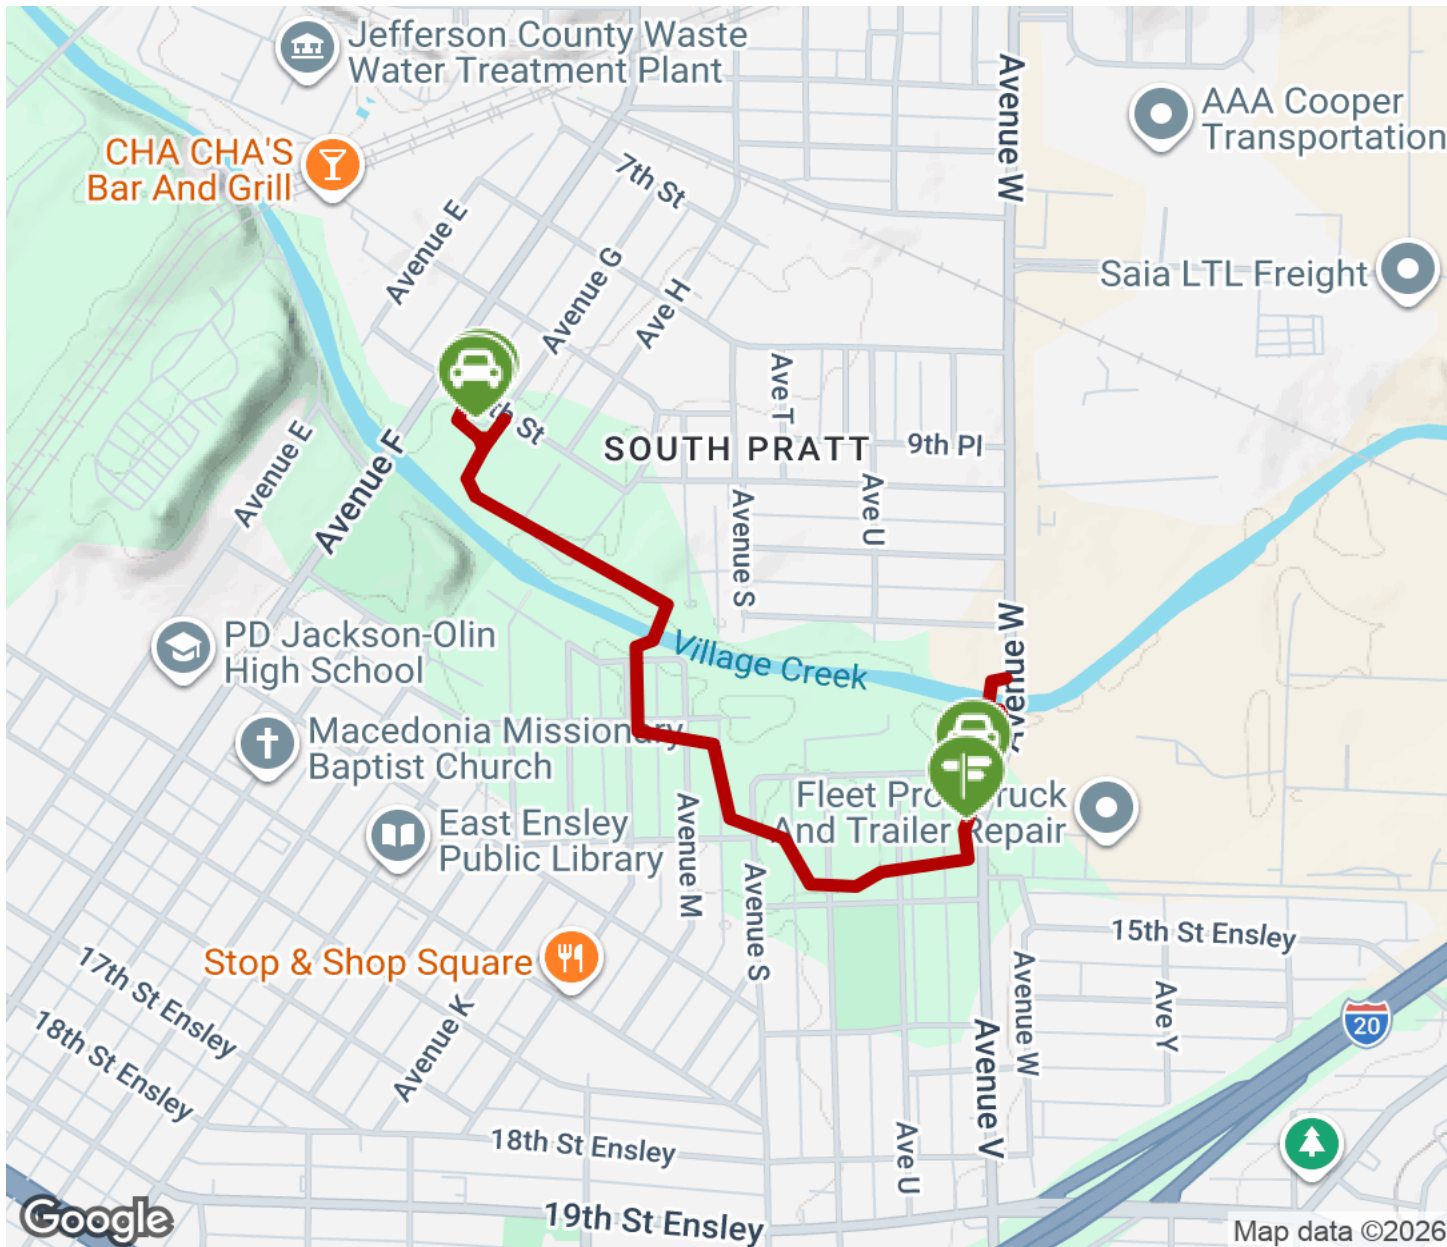 Jefferson County Waste
Water Treatment Plant
Avenue W
AAA Cooper
Transportation
CHA CHA'S
Bar And Grill
7th St
Avenue E
Avenue G
Ave H
Saia LTL Freight
Ave T
th St
SOUTH PRATT
9th Pl
Avenue E
Avenue F
Ave U
Avenue S
Avenue W
PD Jackson-Olin
High School
Village Creek
Macedonia Missionary
Baptist Church
Avenue
Fleet Pro Truck
And Trailer Repair
East Ensley
Public Library
Avenue M
Avenue S
15th St Ensley
Stop & Shop Square
17th St Ensley
Avenue K
Avenue W
Ave Y
20
18th St Ensley
Avenue V
18th St Ensley
Ave U
19th St Ensley
Google
Map data ©2026